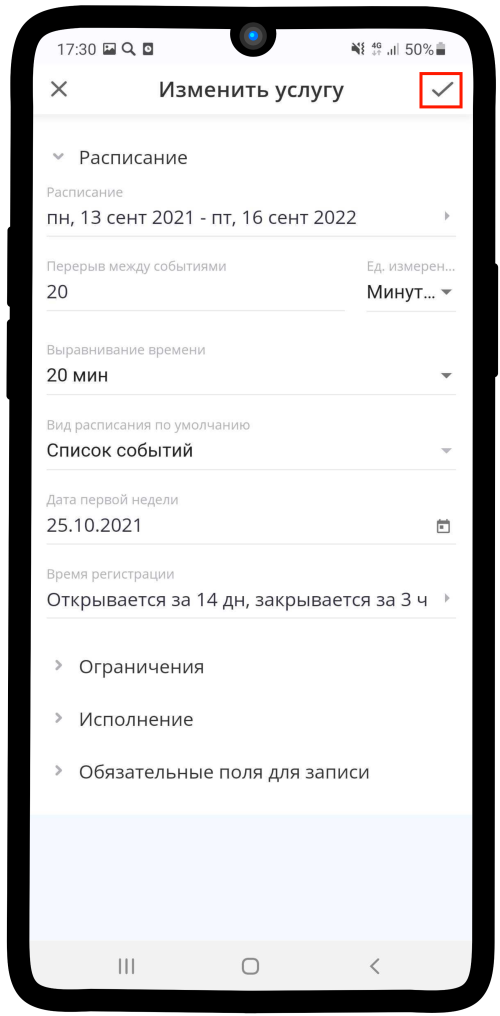 17:30 4G 50%
Изменить услугу
Расписание
Расписание
пн, 13 сент 2021 - пт, 16 сент 2022
Перерыв между событиями Ед. измерен...
20 Минут...
Выравнивание времени
20 мин
Вид расписания по умолчанию
Список событий
Дата первой недели
25.10.2021
Время регистрации
Открывается за 14 дн, закрывается за 3 ч
Ограничения
Исполнение
Обязательные поля для записи